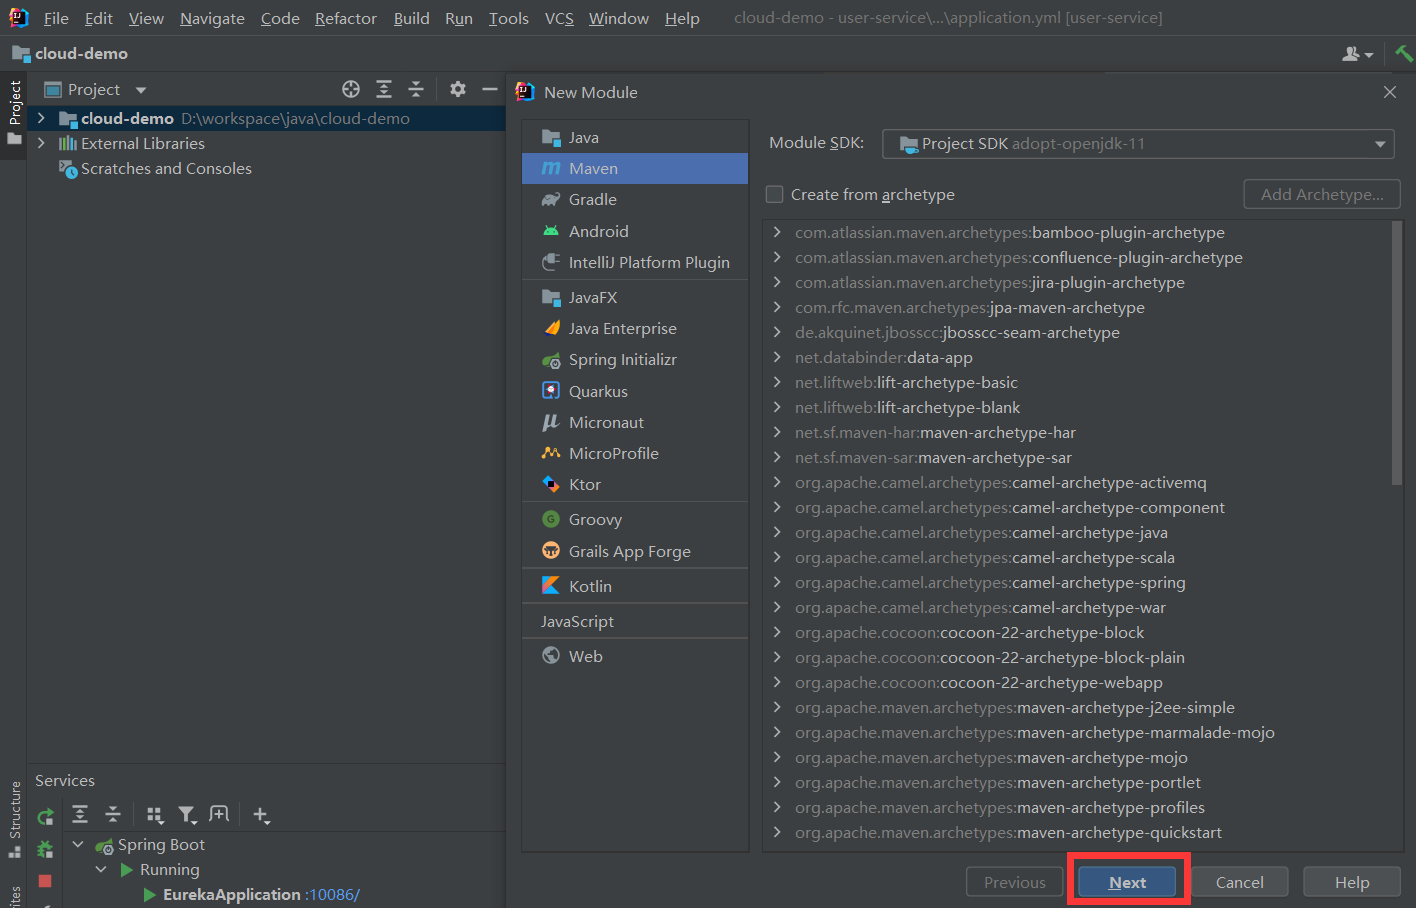 File Edit View Navigate Code Refactor Build Run Tools VCS Window Help cloud-demo - user-service\...\application.yml [user-service]
cloud-demo
Project
Project
cloud-demo D:\workspace\java\cloud-demo
External Libraries
Scratches and Consoles
New Module
Java
Maven
Gradle
Android
IntelliJ Platform Plugin
JavaFX
Java Enterprise
Spring Initializr
Quarkus
Micronaut
MicroProfile
Ktor
Groovy
Grails App Forge
Kotlin
JavaScript
Web
Module SDK: Project SDK adopt-openjdk-11
Create from archetype Add Archetype...
com.atlassian.maven.archetypes:bamboo-plugin-archetype
com.atlassian.maven.archetypes:confluence-plugin-archetype
com.atlassian.maven.archetypes:jira-plugin-archetype
com.rfc.maven.archetypes:jpa-maven-archetype
de.akquinet.jbosscc:jbosscc-seam-archetype
net.databinder:data-app
net.liftweb:lift-archetype-basic
net.liftweb:lift-archetype-blank
net.sf.maven-har:maven-archetype-har
net.sf.maven-sar:maven-archetype-sar
org.apache.camel.archetypes:camel-archetype-activemq
org.apache.camel.archetypes:camel-archetype-component
org.apache.camel.archetypes:camel-archetype-java
org.apache.camel.archetypes:camel-archetype-scala
org.apache.camel.archetypes:camel-archetype-spring
org.apache.camel.archetypes:camel-archetype-war
org.apache.cocoon:cocoon-22-archetype-block
org.apache.cocoon:cocoon-22-archetype-block-plain
org.apache.cocoon:cocoon-22-archetype-webapp
org.apache.maven.archetypes:maven-archetype-j2ee-simple
org.apache.maven.archetypes:maven-archetype-marmalade-mojo
org.apache.maven.archetypes:maven-archetype-mojo
org.apache.maven.archetypes:maven-archetype-portlet
org.apache.maven.archetypes:maven-archetype-profiles
org.apache.maven.archetypes:maven-archetype-quickstart
Previous Next Cancel Help
Structure
Services
Spring Boot
Running
EurekaApplication :10086/